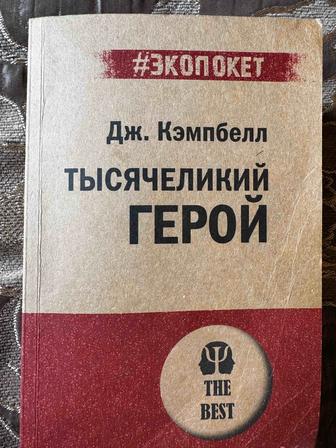 #ЭКОПОКЕТ
Дж. Кэмпбелл
ТЫСЯЧЕЛИКИЙ
ГЕРОЙ
Ψ
THE
BEST